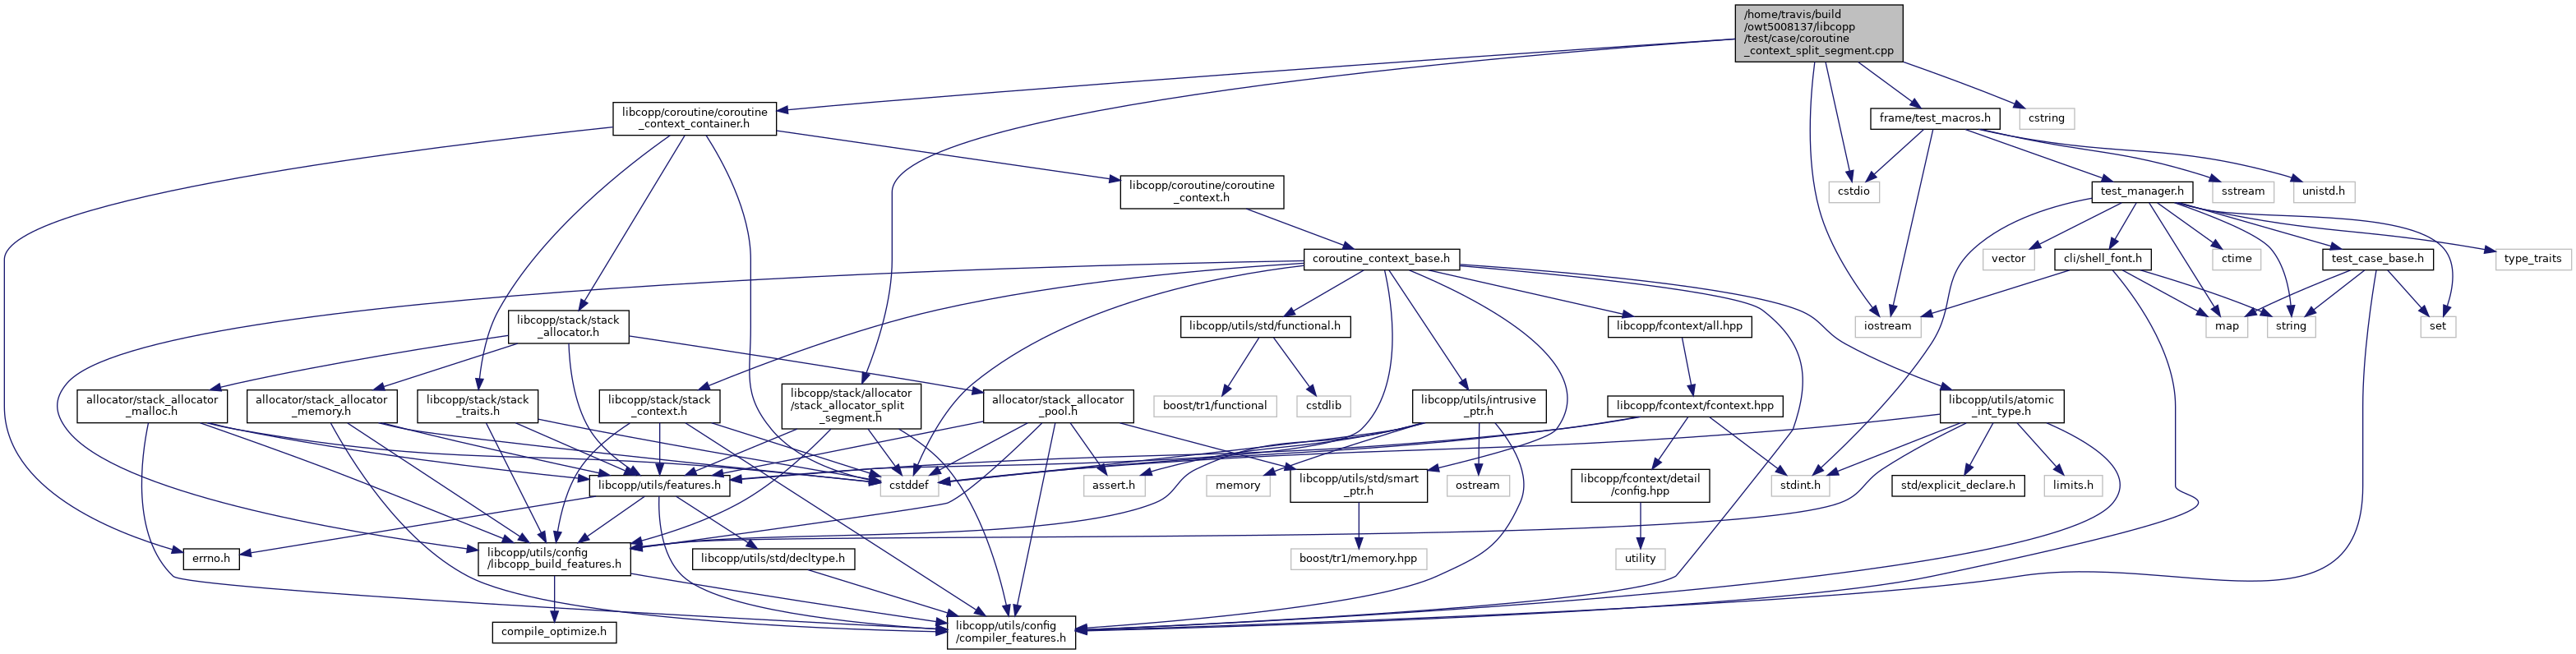 /home/travis/build
/owt5008137/libcopp
/test/case/coroutine
_context_split_segment.cpp
libcopp/coroutine/coroutine
_context_container.h
frame/test_macros.h
cstring
libcopp/coroutine/coroutine
_context.h
cstdio
test_manager.h
sstream
unistd.h
coroutine_context_base.h
vector
cli/shell_font.h
ctime
test_case_base.h
type_traits
libcopp/stack/stack
_allocator.h
libcopp/utils/std/functional.h
libcopp/fcontext/all.hpp
iostream
map
string
set
allocator/stack_allocator
_malloc.h
allocator/stack_allocator
_memory.h
libcopp/stack/stack
_traits.h
libcopp/stack/stack
_context.h
libcopp/stack/allocator
/stack_allocator_split
_segment.h
allocator/stack_allocator
_pool.h
boost/tr1/functional
cstdlib
libcopp/utils/intrusive
_ptr.h
libcopp/fcontext/fcontext.hpp
libcopp/utils/atomic
_int_type.h
libcopp/utils/features.h
cstddef
assert.h
memory
libcopp/utils/std/smart
_ptr.h
ostream
libcopp/fcontext/detail
/config.hpp
stdint.h
std/explicit_declare.h
limits.h
errno.h
libcopp/utils/config
/libcopp_build_features.h
libcopp/utils/std/decltype.h
boost/tr1/memory.hpp
utility
compile_optimize.h
libcopp/utils/config
/compiler_features.h